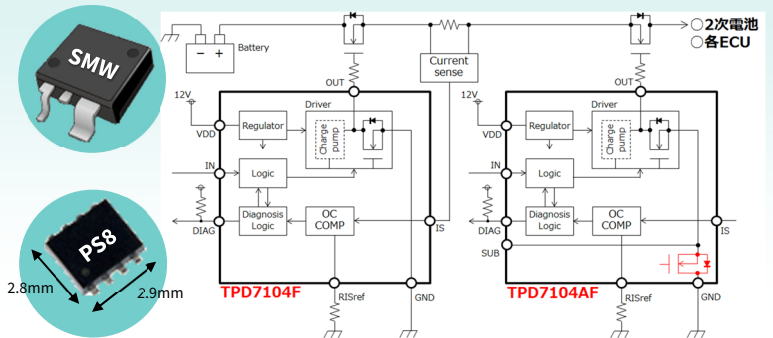 SMW
PS8
2.8mm
2.9mm
− +
Battery
Current
sense
○2次電池
○各ECU
OUT
12V
VDD
Regulator
Driver
Charge
pump
IN
Logic
DIAG
Diagnosis
Logic
OC
COMP
IS
TPD7104F
RISref
GND
OUT
12V
VDD
Regulator
Driver
Charge
pump
IN
Logic
DIAG
Diagnosis
Logic
OC
COMP
IS
SUB
TPD7104AF
RISref
GND